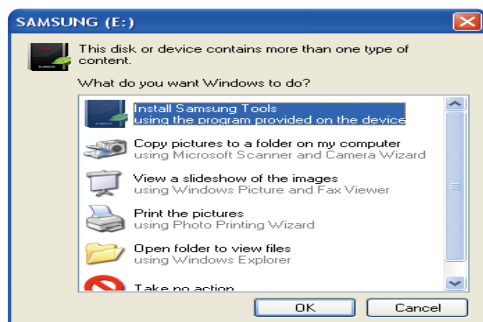 SAMSUNG (E:)
This disk or device contains more than one type of
content.
What do you want Windows to do?
Install Samsung Tools
using the program provided on the device
Copy pictures to a folder on my computer
using Microsoft Scanner and Camera Wizard
View a slideshow of the images
using Windows Picture and Fax Viewer
Print the pictures
using Photo Printing Wizard
Open folder to view files
using Windows Explorer
Take no action
OK
Cancel